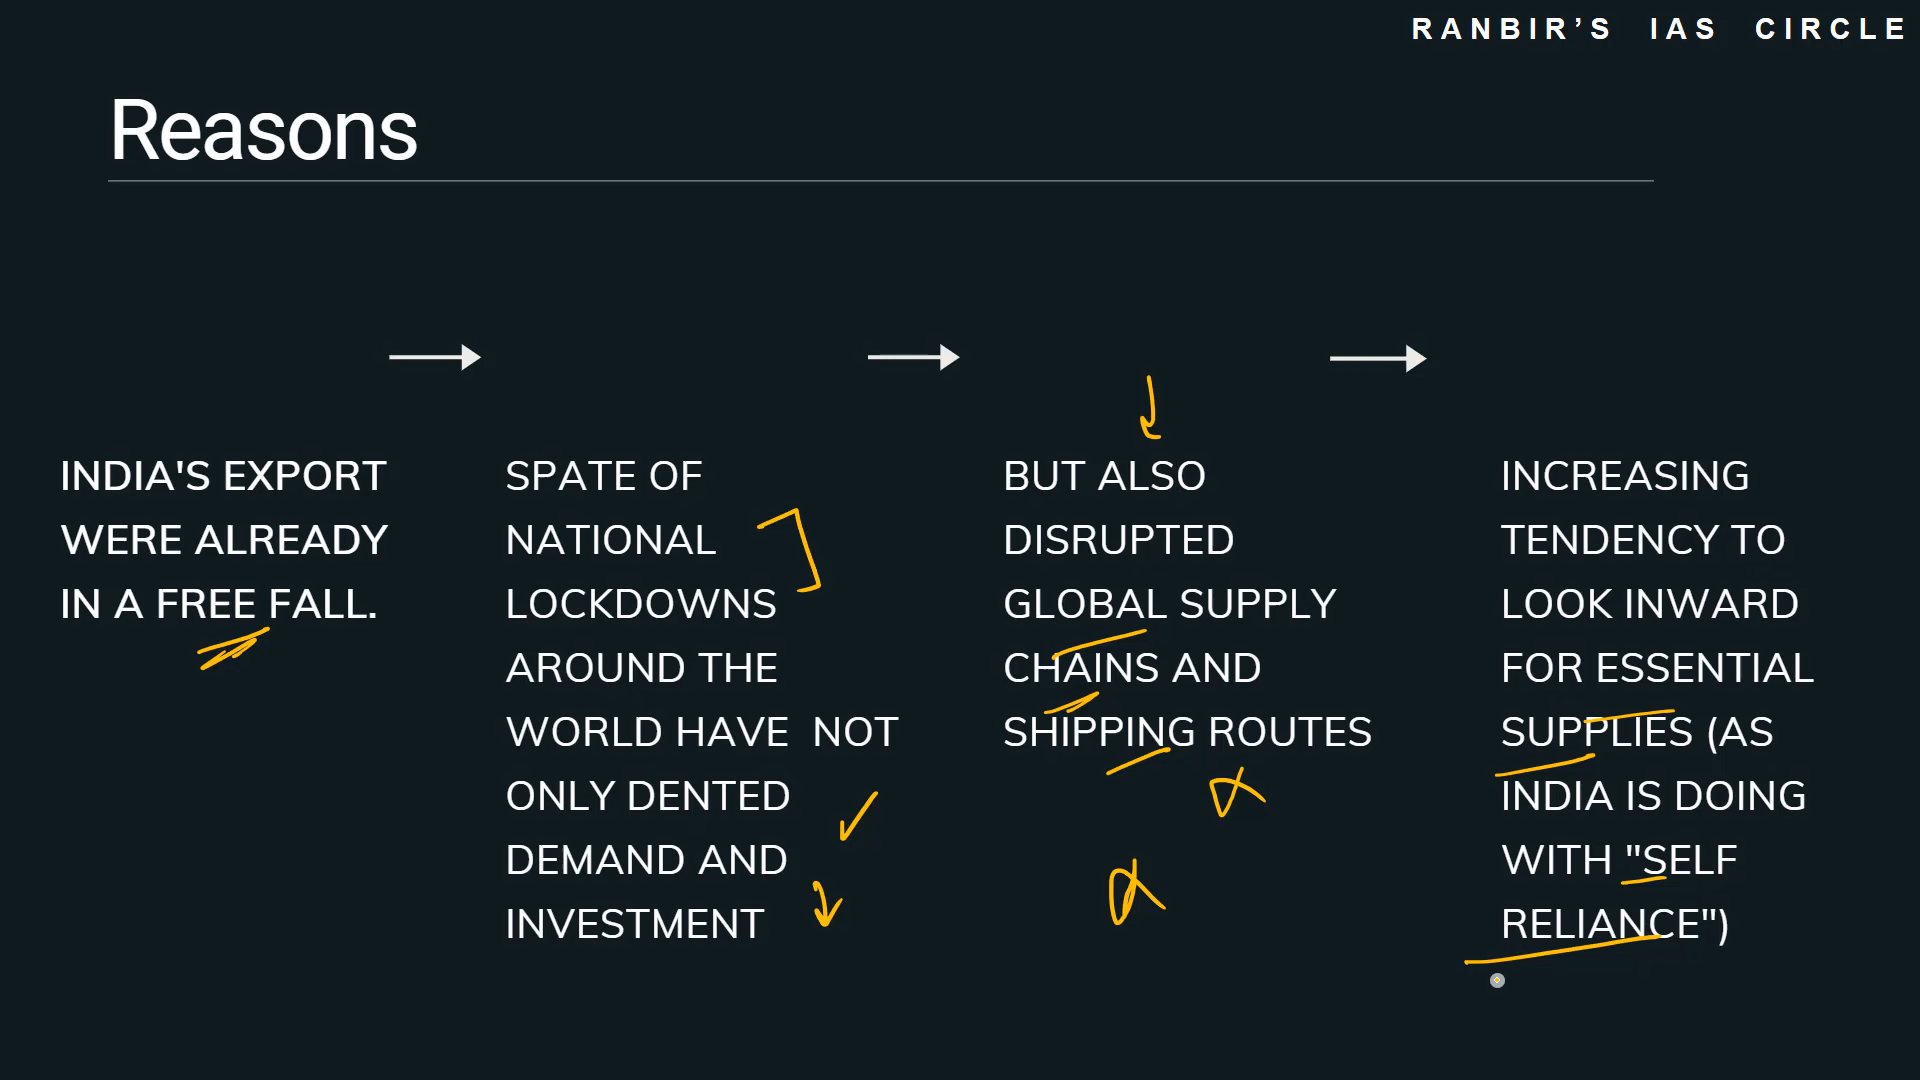 RANBIR’S IAS CIRCLE
Reasons
INDIA'S EXPORT
WERE ALREADY
IN A FREE FALL.
SPATE OF
NATIONAL
LOCKDOWNS
AROUND THE
WORLD HAVE NOT
ONLY DENTED
DEMAND AND
INVESTMENT
BUT ALSO
DISRUPTED
GLOBAL SUPPLY
CHAINS AND
SHIPPING ROUTES
INCREASING
TENDENCY TO
LOOK INWARD
FOR ESSENTIAL
SUPPLIES (AS
INDIA IS DOING
WITH "SELF
RELIANCE")